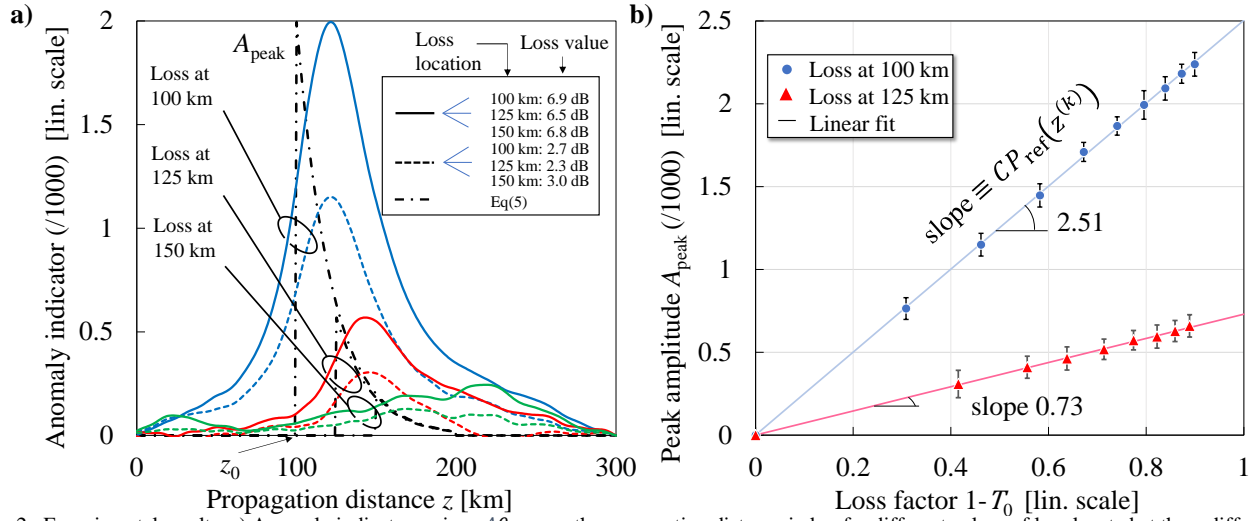 a)
Anomaly indicator (/1000) [lin. scale]
2
1.5
1
0.5
0
0
100
200
300
z0
Propagation distance z [km]
Apeak
Loss at
100 km
Loss at
125 km
Loss at
150 km
Loss
location
Loss value
100 km: 6.9 dB
125 km: 6.5 dB
150 km: 6.8 dB
100 km: 2.7 dB
125 km: 2.3 dB
150 km: 3.0 dB
Eq(5)
b)
Peak amplitude Apeak (/1000) [lin. scale]
2.5
2
1.5
1
0.5
0
0
0.2
0.4
0.6
0.8
1
Loss factor 1-T0 [lin. scale]
Loss at 100 km
Loss at 125 km
Linear fit
slope ≡ CPref(z(k))
2.51
slope 0.73